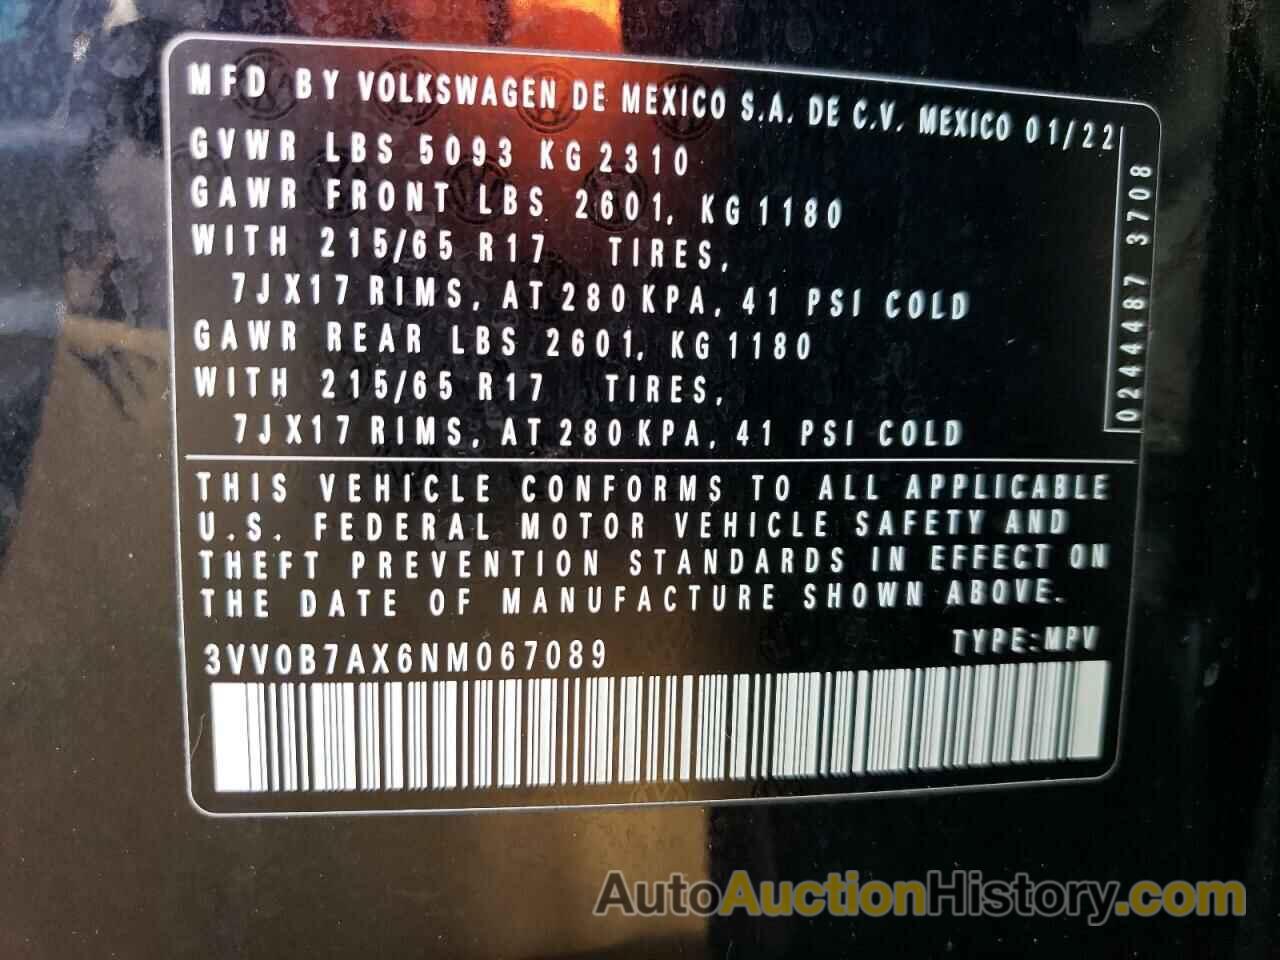 MFD BY VOLKSWAGEN DE MEXICO S.A. DE C.V. MEXICO 01/22
GVWR LBS 5093 KG 2310
GAWR FRONT LBS 2601, KG 1180
WITH 215/65 R17 TIRES,
7JX17 RIMS, AT 280 KPA, 41 PSI COLD
GAWR REAR LBS 2601, KG 1180
WITH 215/65 R17 TIRES,
7JX17 RIMS, AT 280 KPA, 41 PSI COLD
0244487 3708
THIS VEHICLE CONFORMS TO ALL APPLICABLE
U.S. FEDERAL MOTOR VEHICLE SAFETY AND
THEFT PREVENTION STANDARDS IN EFFECT ON
THE DATE OF MANUFACTURE SHOWN ABOVE.
3VV0B7AX6NM067089 TYPE: MPV
AutoAuctionHistory.com